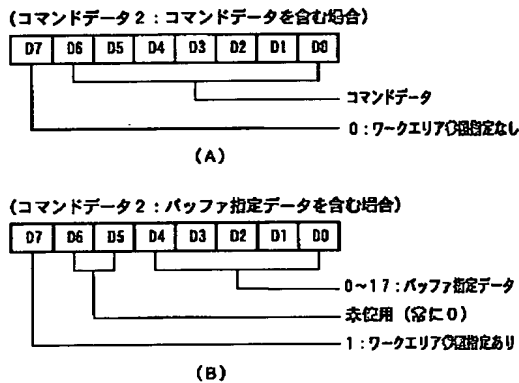 (コマンドデータ2:コマンドデータを含む場合)
D7 D6 D5 D4 D3 D2 D1 D0
コマンドデータ
0:ワークエリア指定なし
(A)
(コマンドデータ2:バッファ指定データを含む場合)
D7 D6 D5 D4 D3 D2 D1 D0
0~17:バッファ指定データ
未使用(常に0)
1:ワークエリア指定あり
(B)